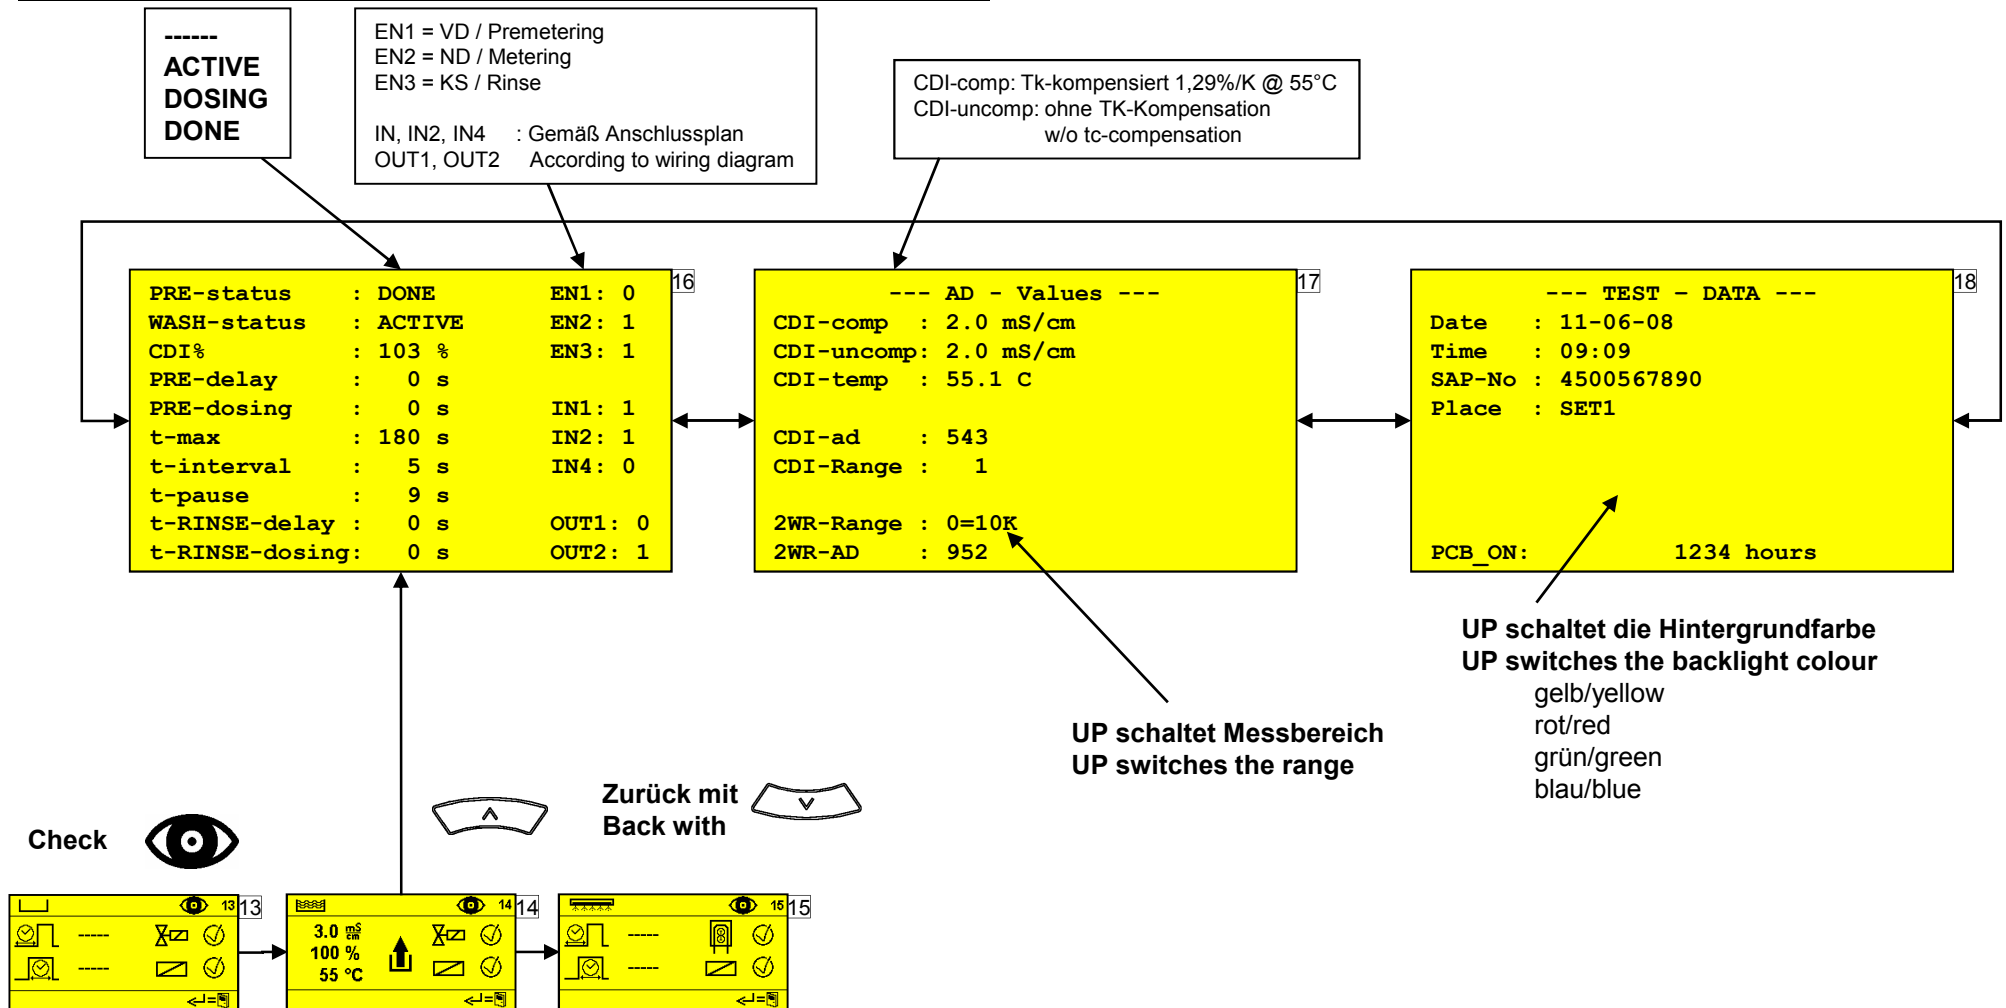 ------
ACTIVE
DOSING
DONE
EN1 = VD / Premetering
EN2 = ND / Metering
EN3 = KS / Rinse
IN, IN2, IN4 : Gemäß Anschlussplan
OUT1, OUT2 According to wiring diagram
CDI-comp: Tk-kompensiert 1,29%/K @ 55°C
CDI-uncomp: ohne TK-Kompensation
w/o tc-compensation
16
PRE-status : DONE EN1: 0
WASH-status : ACTIVE EN2: 1
CDI% : 103 % EN3: 1
PRE-delay : 0 s
PRE-dosing : 0 s IN1: 1
t-max : 180 s IN2: 1
t-interval : 5 s IN4: 0
t-pause : 9 s
t-RINSE-delay : 0 s OUT1: 0
t-RINSE-dosing: 0 s OUT2: 1
17
--- AD - Values ---
CDI-comp : 2.0 mS/cm
CDI-uncomp: 2.0 mS/cm
CDI-temp : 55.1 C
CDI-ad : 543
CDI-Range : 1
2WR-Range : 0=10K
2WR-AD : 952
18
--- TEST – DATA ---
Date : 11-06-08
Time : 09:09
SAP-No : 4500567890
Place : SET1
PCB_ON: 1234 hours
UP schaltet die Hintergrundfarbe
UP switches the backlight colour
gelb/yellow
rot/red
grün/green
blau/blue
UP schaltet Messbereich
UP switches the range
Zurück mit
Back with
Check
13 13
-----
-----
14 14
3.0 mS/cm
100 %
55 °C
15 15
-----
-----